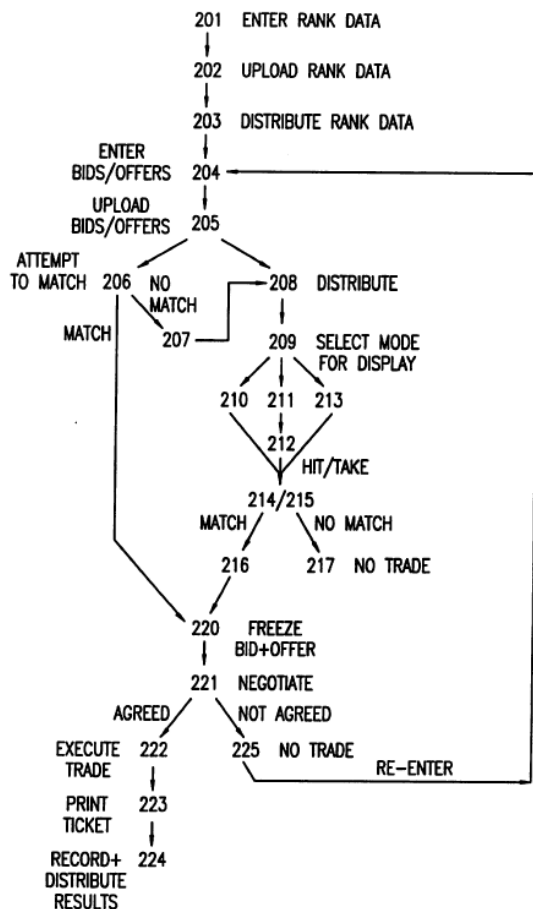 201 ENTER RANK DATA
202 UPLOAD RANK DATA
203 DISTRIBUTE RANK DATA
ENTER
BIDS/OFFERS 204
UPLOAD
BIDS/OFFERS 205
ATTEMPT
TO MATCH 206 NO
MATCH
208 DISTRIBUTE
MATCH
207
209 SELECT MODE
FOR DISPLAY
210 211 213
212
HIT/TAKE
214/215
MATCH NO MATCH
216 217 NO TRADE
220 FREEZE
BID+OFFER
221 NEGOTIATE
AGREED NOT AGREED
EXECUTE 222 225 NO TRADE
TRADE
RE-ENTER
PRINT 223
TICKET
RECORD+ 224
DISTRIBUTE
RESULTS